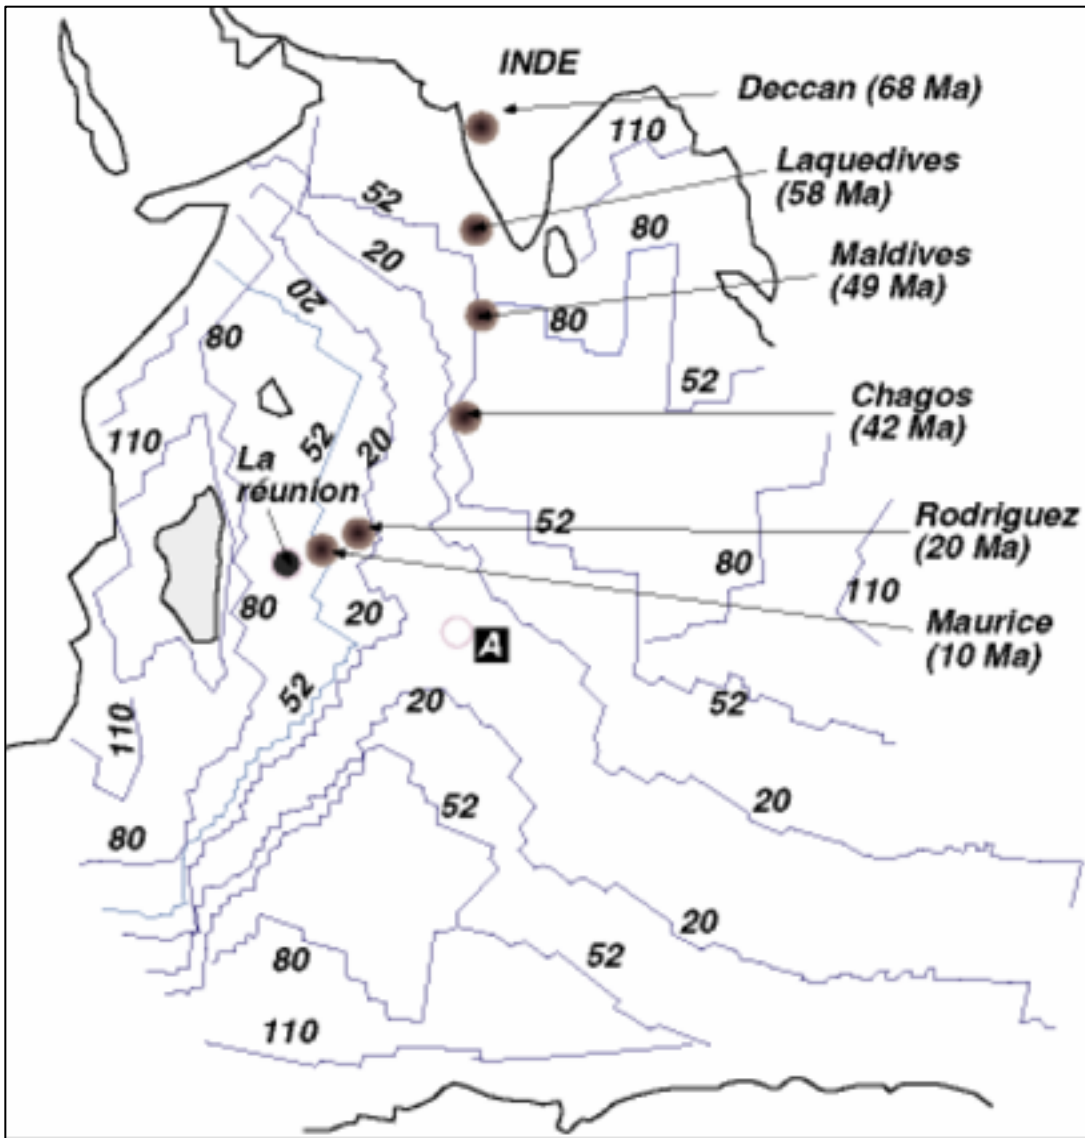 INDE
Deccan (68 Ma)
110
Laquedives
(58 Ma)
52
80
20
Maldives
(49 Ma)
20
80
80
52
Chagos
(42 Ma)
110
52
20
La
réunion
52
Rodriguez
(20 Ma)
80
110
80
20
A
Maurice
(10 Ma)
52
20
52
110
52
20
80
20
80
52
110